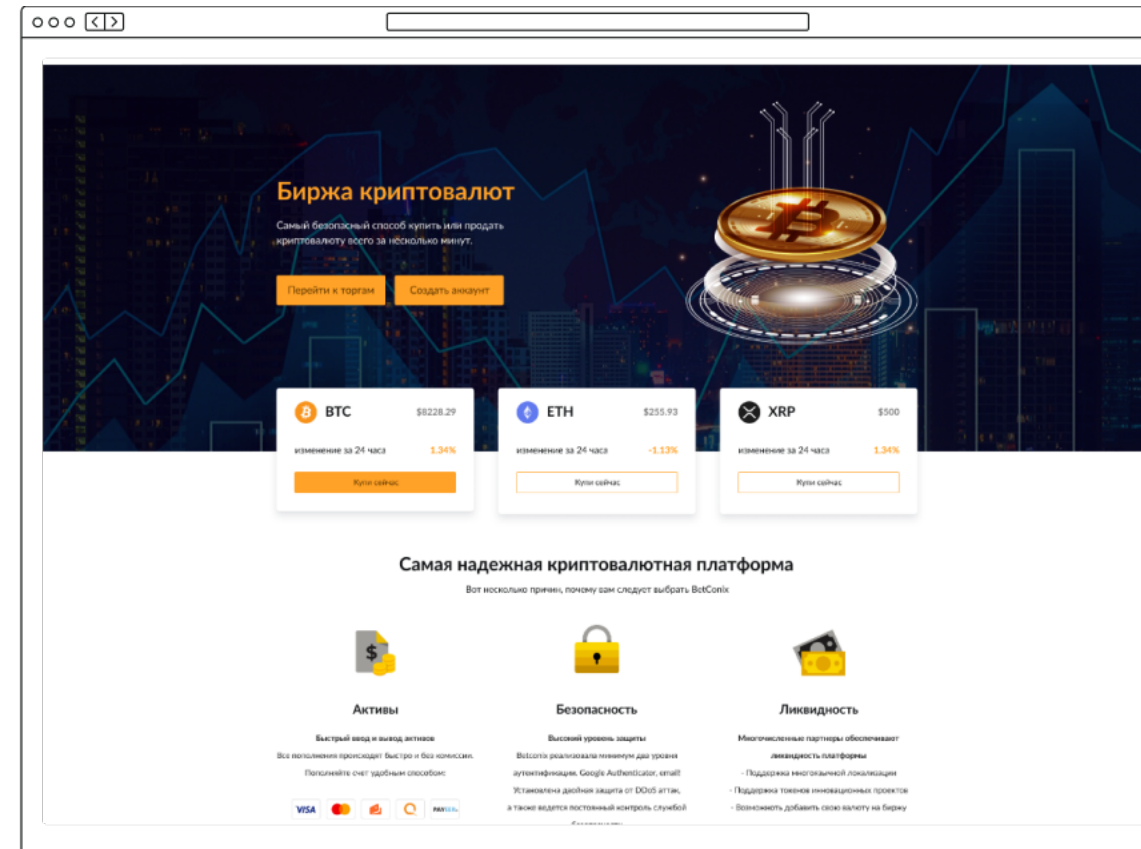 Биржа криптовалют
Самый безопасный способ купить или продать
криптовалюту всего за несколько минут.
Перейти к торгам
Создать аккаунт
BTC $8228.29
изменение за 24 часа 1.34%
Купи сейчас
ETH $255.93
изменение за 24 часа -1.13%
Купи сейчас
XRP $500
изменение за 24 часа 1.34%
Купи сейчас
Самая надежная криптовалютная платформа
Вот несколько причин, почему вам следует выбрать BetConix
$
Активы
Быстрый ввод и вывод активов
Все пополнения происходят быстро и без комиссии.
Пополняйте счет удобным способом:
VISA
Безопасность
Высокий уровень защиты
Betconix реализовала минимум два уровня
аутентификации, Google Authenticator, email!
Установлена двойная защита от DDoS аттак,
а также ведется постоянный контроль службой
Ликвидность
Многочисленные партнеры обеспечивают
ликвидность платформы
- Поддержка многоязычной локализации
- Поддержка токенов инновационных проектов
- Возможность добавить свою валюту на биржу